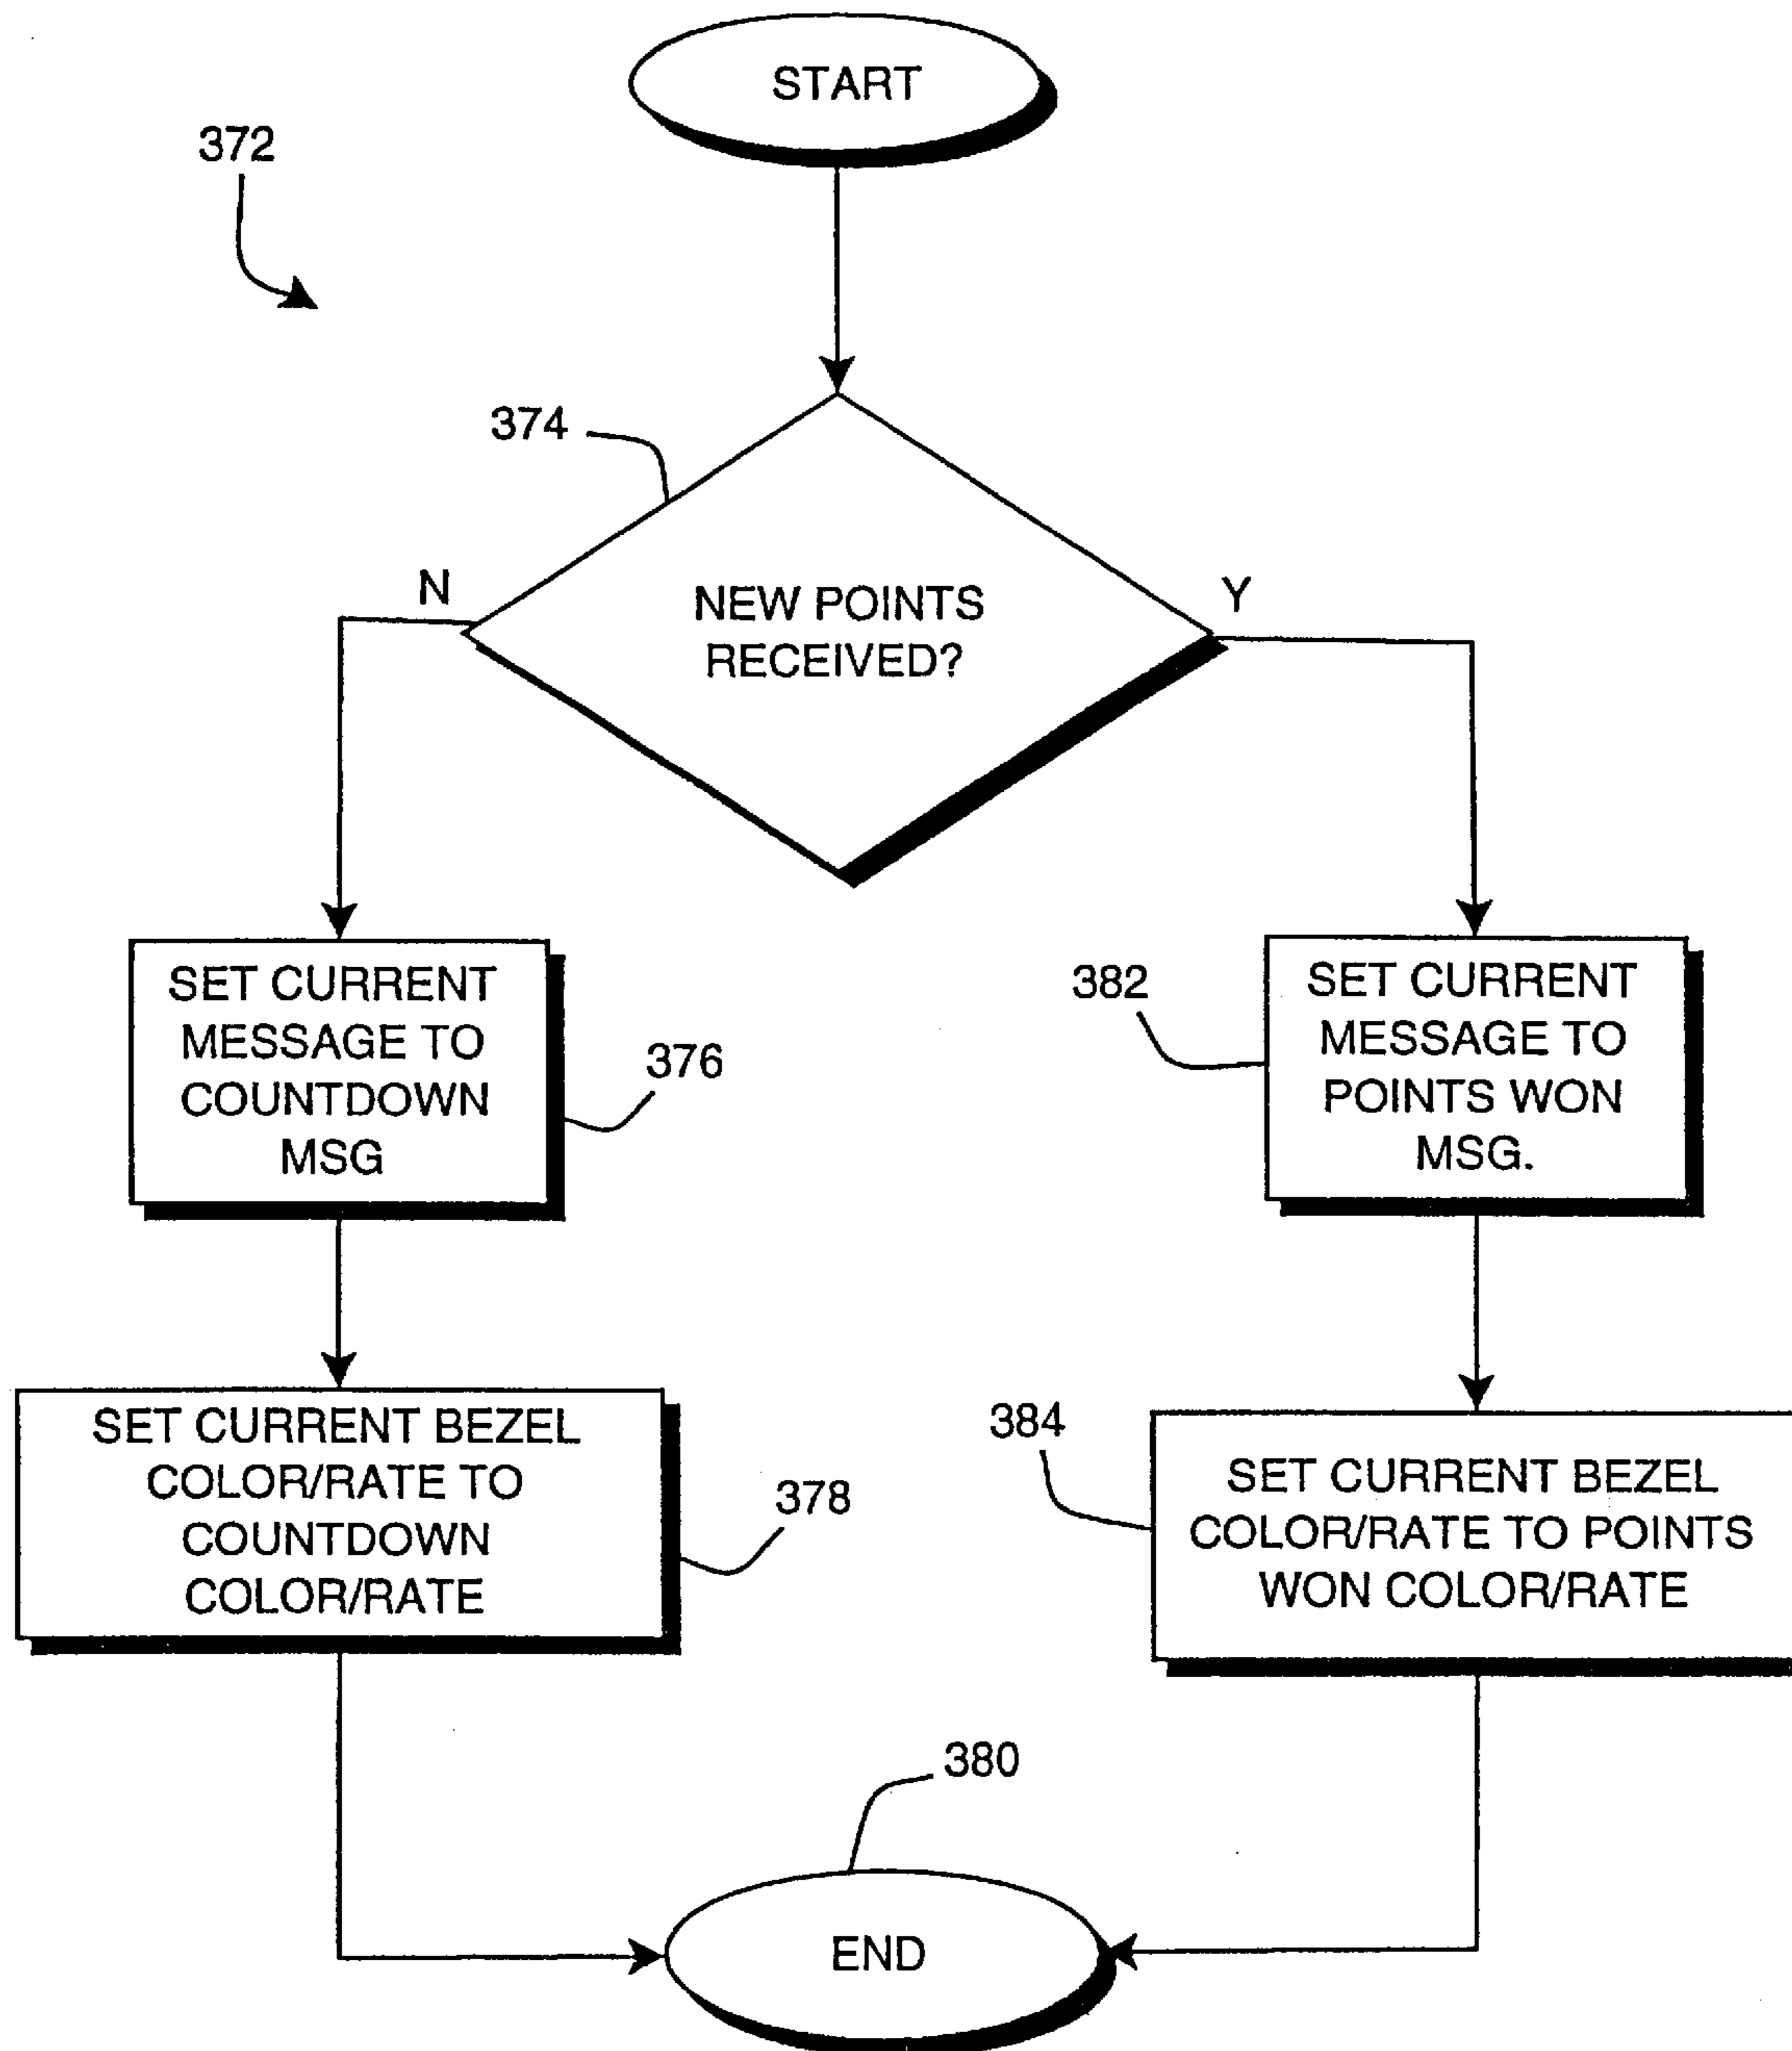 START
372
374
N
Y
NEW POINTS
RECEIVED?
SET CURRENT
MESSAGE TO
COUNTDOWN
MSG
376
382
SET CURRENT
MESSAGE TO
POINTS WON
MSG.
SET CURRENT BEZEL
COLOR/RATE TO
COUNTDOWN
COLOR/RATE
378
384
SET CURRENT BEZEL
COLOR/RATE TO POINTS
WON COLOR/RATE
380
END